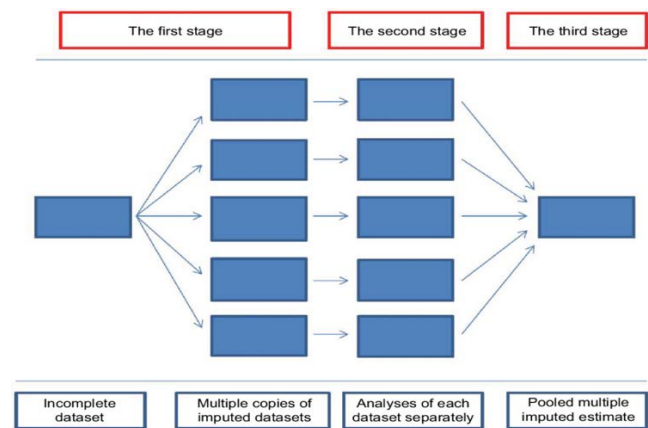 The first stage
The second stage
The third stage
Incomplete
dataset
Multiple copies of
imputed datasets
Analyses of each
dataset separately
Pooled multiple
imputed estimate